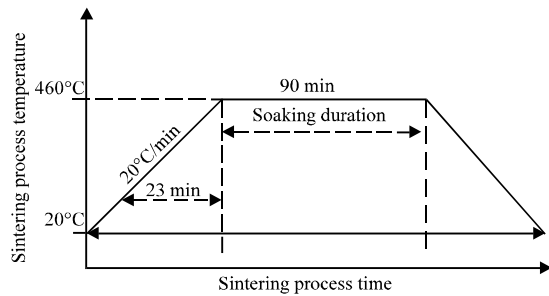 Sintering process temperature
460°C
90 min
Soaking duration
20°C/min
23 min
20°C
Sintering process time